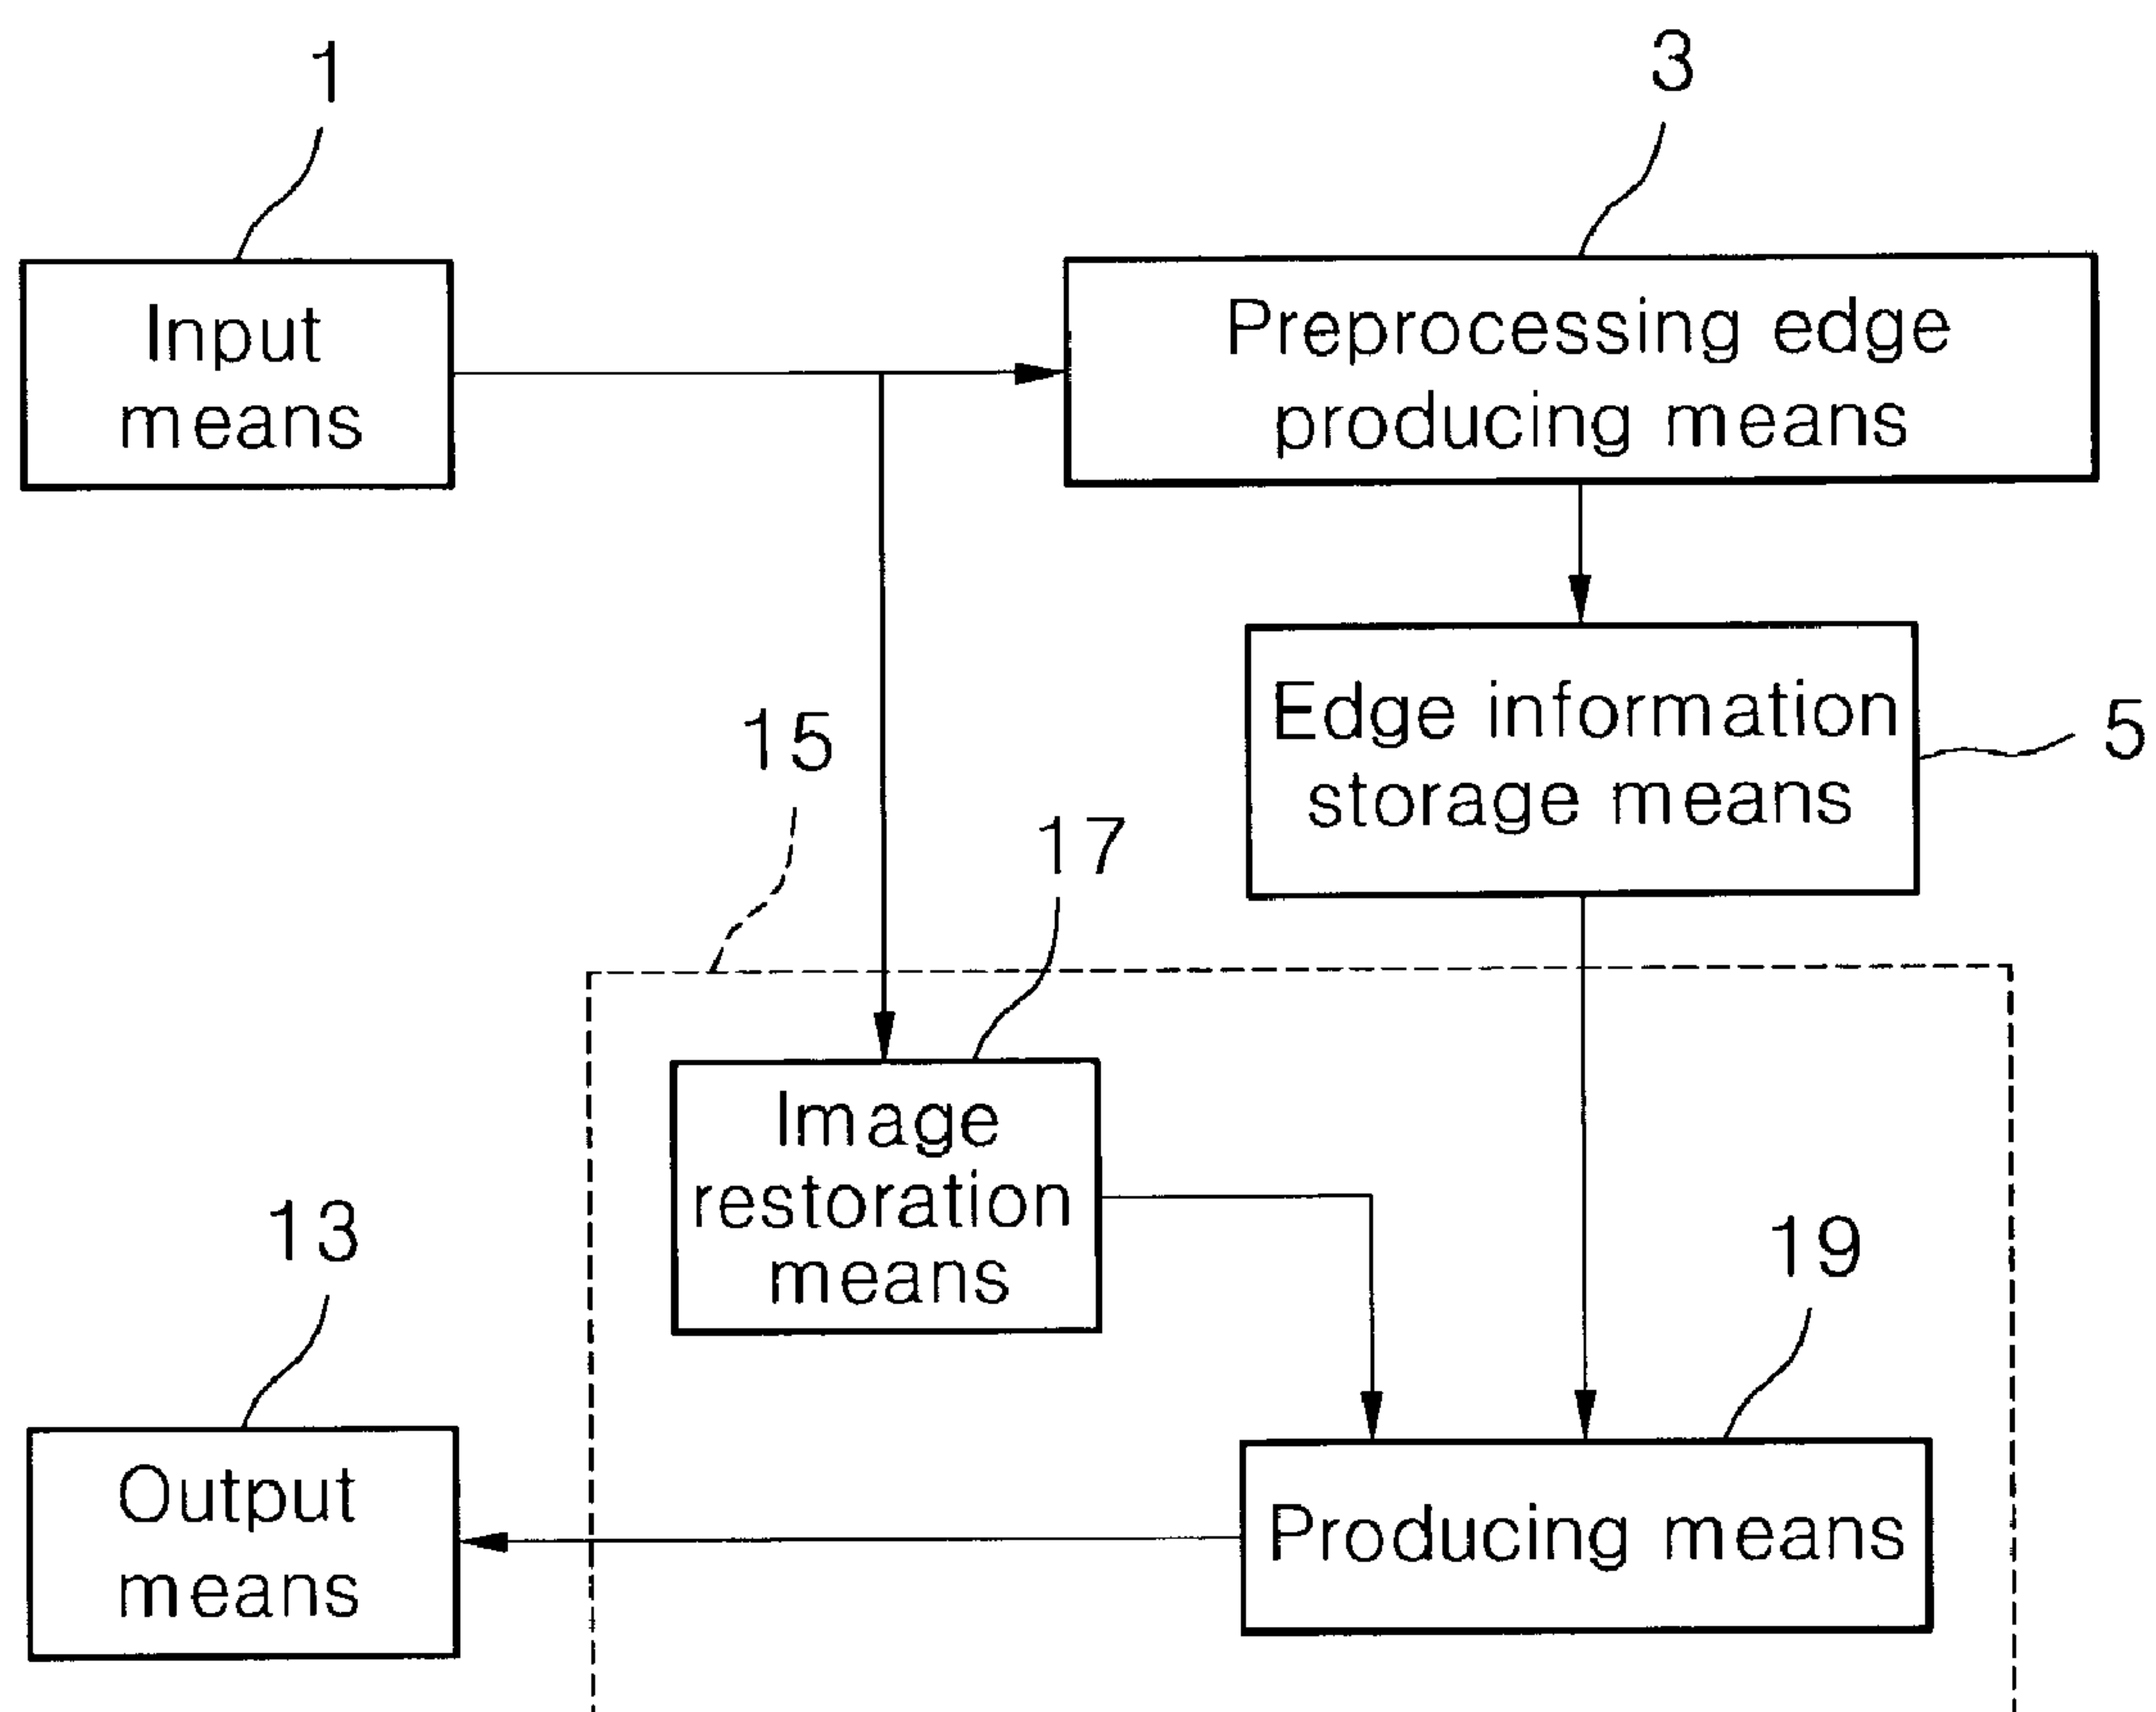 1
3
Input
means
Preprocessing edge
producing means
Edge information
storage means
5
15
17
Image
restoration
means
13
19
Output
means
Producing means